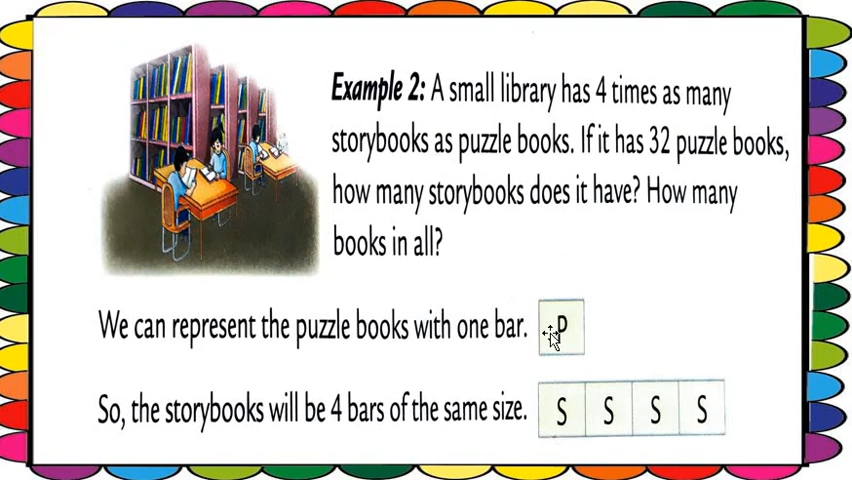 Example 2: A small library has 4 times as many
storybooks as puzzle books. If it has 32 puzzle books,
how many storybooks does it have? How many
books in all?
We can represent the puzzle books with one bar. P
So, the storybooks will be 4 bars of the same size. S S S S